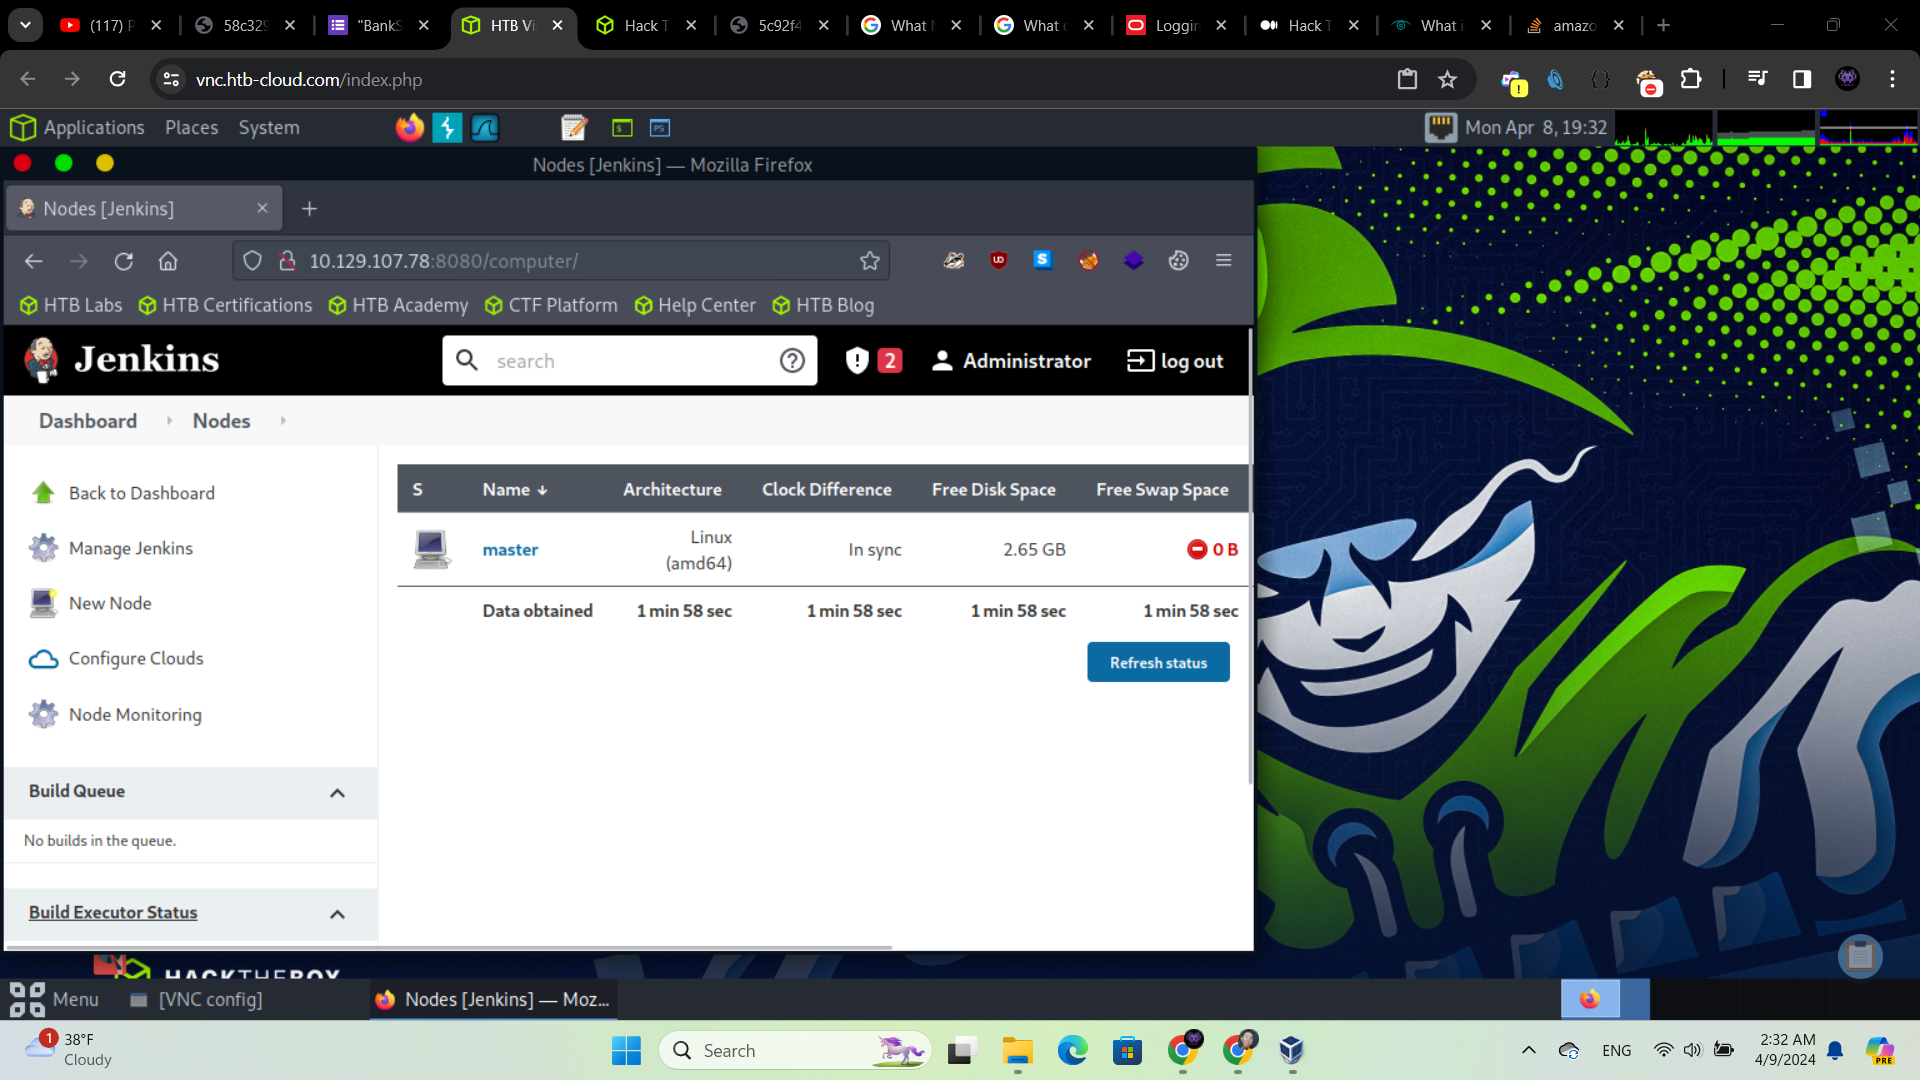 (117) P
58c329
"BankS
HTB Vi
Hack T
5c92f4
What
What
Loggin
Hack T
What i
amazo
vnc.htb-cloud.com/index.php
Applications Places System
Mon Apr 8, 19:32
Nodes [Jenkins] — Mozilla Firefox
Nodes [Jenkins]
10.129.107.78:8080/computer/
HTB Labs HTB Certifications HTB Academy CTF Platform Help Center HTB Blog
Jenkins
search
2
Administrator
log out
Dashboard Nodes
Back to Dashboard
Manage Jenkins
New Node
Configure Clouds
Node Monitoring
Build Queue
No builds in the queue.
Build Executor Status
S Name ↓ Architecture Clock Difference Free Disk Space Free Swap Space
master Linux (amd64) In sync 2.65 GB 0 B
Data obtained 1 min 58 sec 1 min 58 sec 1 min 58 sec 1 min 58 sec
Refresh status
HACKTHEBOX
Menu [VNC config] Nodes [Jenkins] — Moz...
1
38°F
Cloudy
Search
ENG
2:32 AM
4/9/2024
PRE